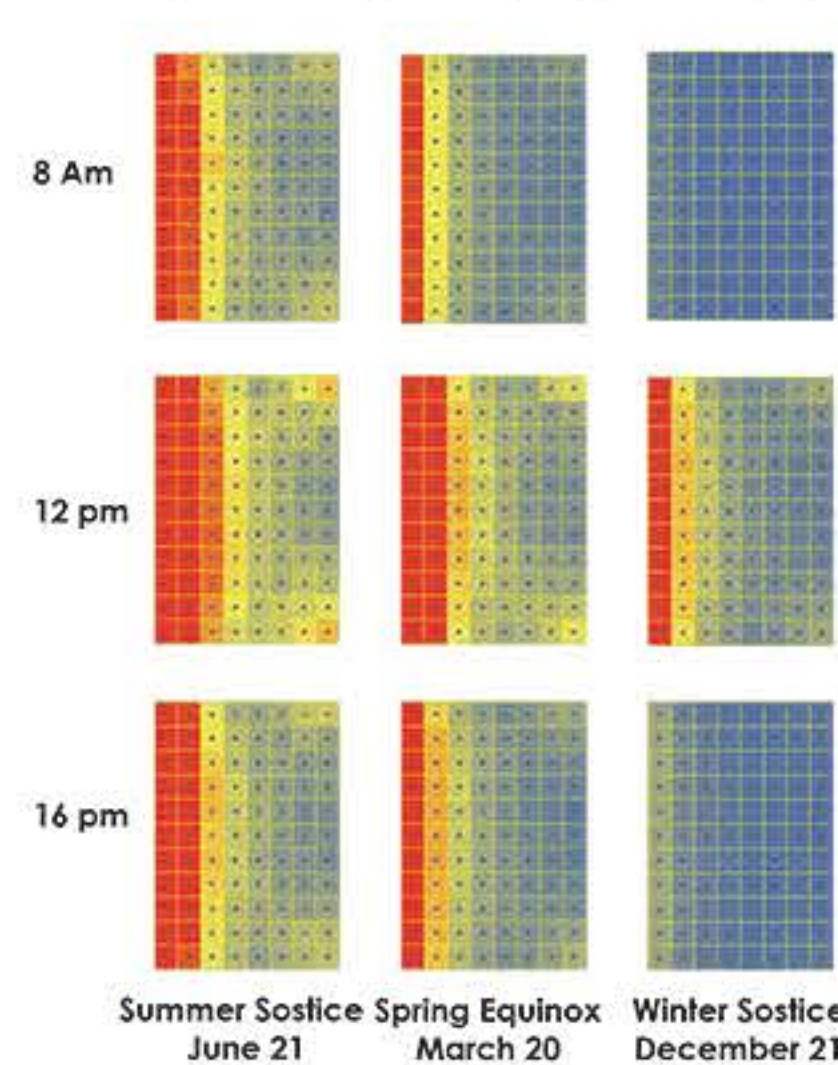 8 Am
12 pm
16 pm
Summer Sostice
June 21
Spring Equinox
March 20
Winter Sostice
December 21